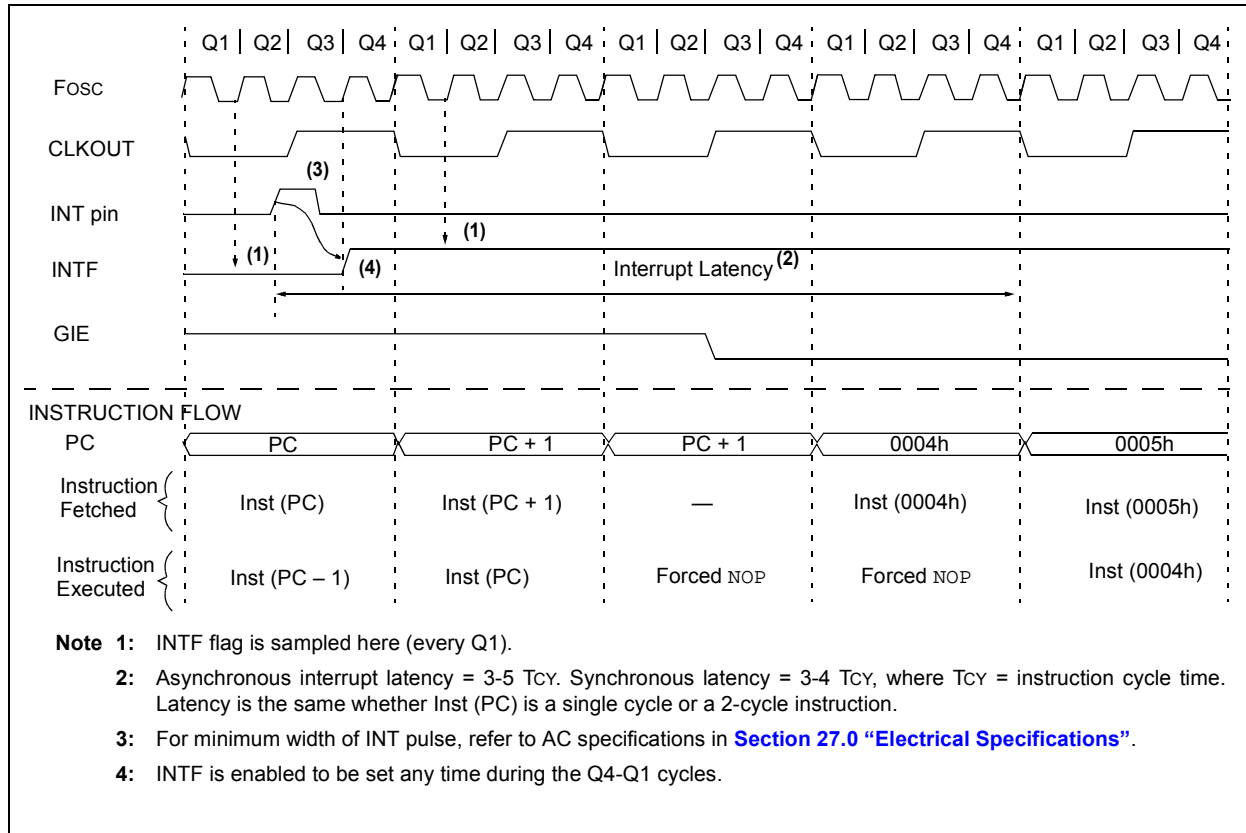 Q1 Q2 Q3 Q4 Q1 Q2 Q3 Q4 Q1 Q2 Q3 Q4 Q1 Q2 Q3 Q4 Q1 Q2 Q3 Q4
FOSC
CLKOUT
(3)
INT pin
(1) (1)
INTF
(4)
Interrupt Latency(2)
GIE
INSTRUCTION FLOW
PC PC PC + 1 PC + 1 0004h 0005h
Instruction
Fetched
Inst (PC) Inst (PC + 1) — Inst (0004h) Inst (0005h)
Instruction
Executed
Inst (PC – 1) Inst (PC) Forced NOP Forced NOP Inst (0004h)
Note 1: INTF flag is sampled here (every Q1).
2: Asynchronous interrupt latency = 3-5 TCY. Synchronous latency = 3-4 TCY, where TCY = instruction cycle time.
Latency is the same whether Inst (PC) is a single cycle or a 2-cycle instruction.
3: For minimum width of INT pulse, refer to AC specifications in Section 27.0 “Electrical Specifications”.
4: INTF is enabled to be set any time during the Q4-Q1 cycles.